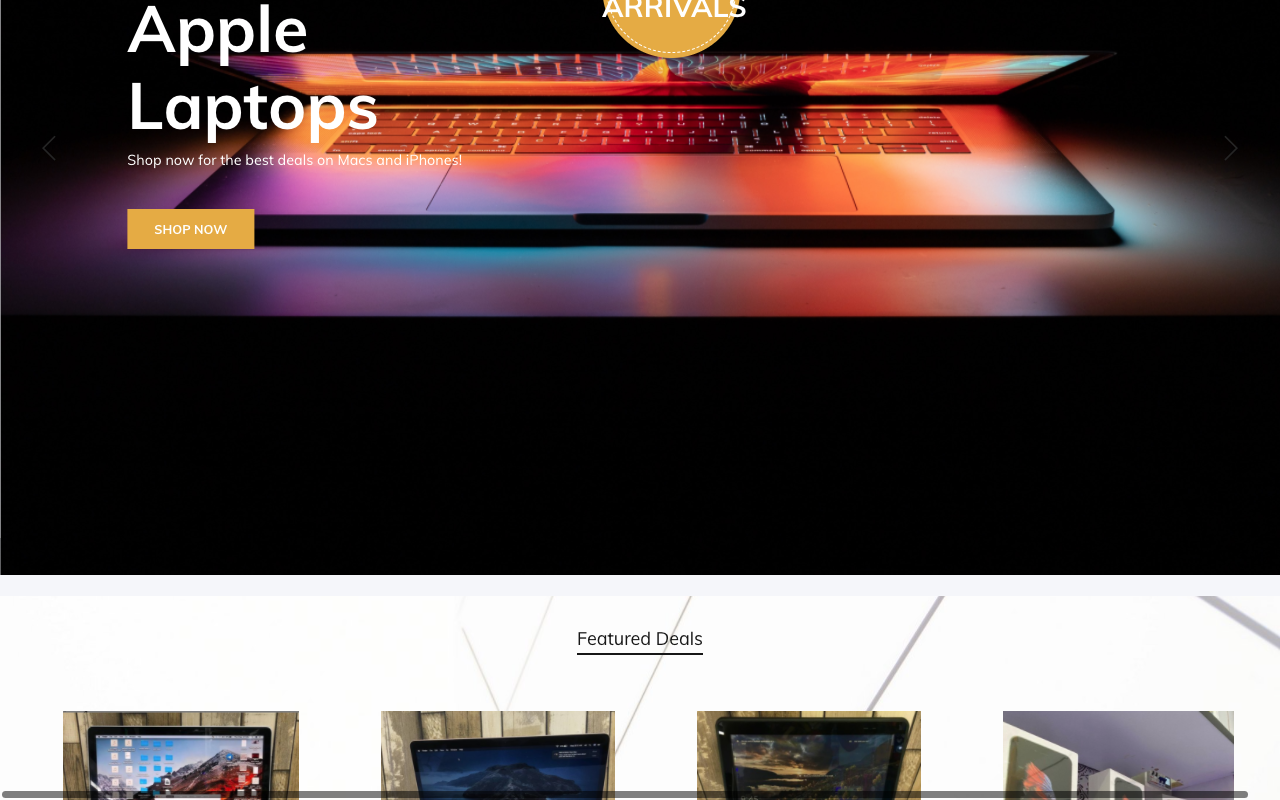 ARRIVALS
Apple
Laptops
Shop now for the best deals on Macs and iPhones!
SHOP NOW
Featured Deals